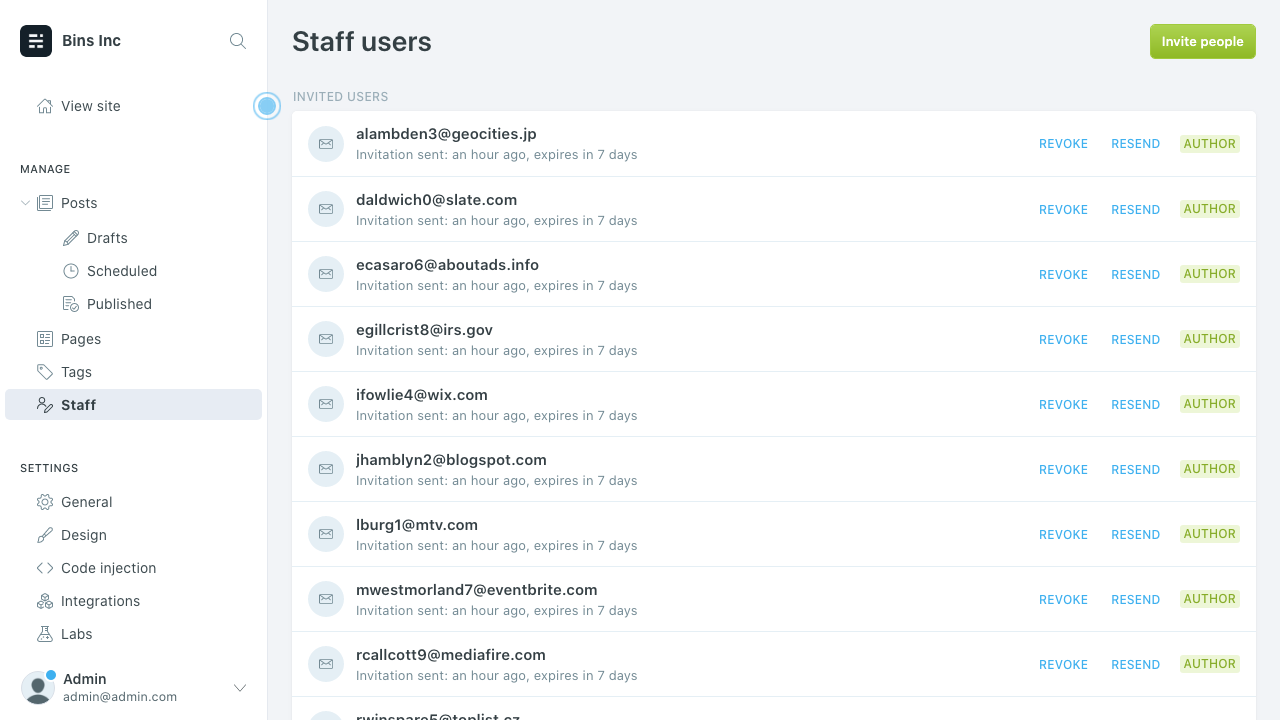 Bins Inc
View site
MANAGE
Posts
Drafts
Scheduled
Published
Pages
Tags
Staff
SETTINGS
General
Design
Code injection
Integrations
Labs
Admin
admin@admin.com
Staff users
Invite people
INVITED USERS
alambden3@geocities.jp
Invitation sent: an hour ago, expires in 7 days
REVOKE RESEND AUTHOR
daldwich0@slate.com
Invitation sent: an hour ago, expires in 7 days
REVOKE RESEND AUTHOR
ecasaro6@aboutads.info
Invitation sent: an hour ago, expires in 7 days
REVOKE RESEND AUTHOR
egillcrist8@irs.gov
Invitation sent: an hour ago, expires in 7 days
REVOKE RESEND AUTHOR
ifowlie4@wix.com
Invitation sent: an hour ago, expires in 7 days
REVOKE RESEND AUTHOR
jhamblyn2@blogspot.com
Invitation sent: an hour ago, expires in 7 days
REVOKE RESEND AUTHOR
lburg1@mtv.com
Invitation sent: an hour ago, expires in 7 days
REVOKE RESEND AUTHOR
mwestmorland7@eventbrite.com
Invitation sent: an hour ago, expires in 7 days
REVOKE RESEND AUTHOR
rcallcott9@mediafire.com
Invitation sent: an hour ago, expires in 7 days
REVOKE RESEND AUTHOR